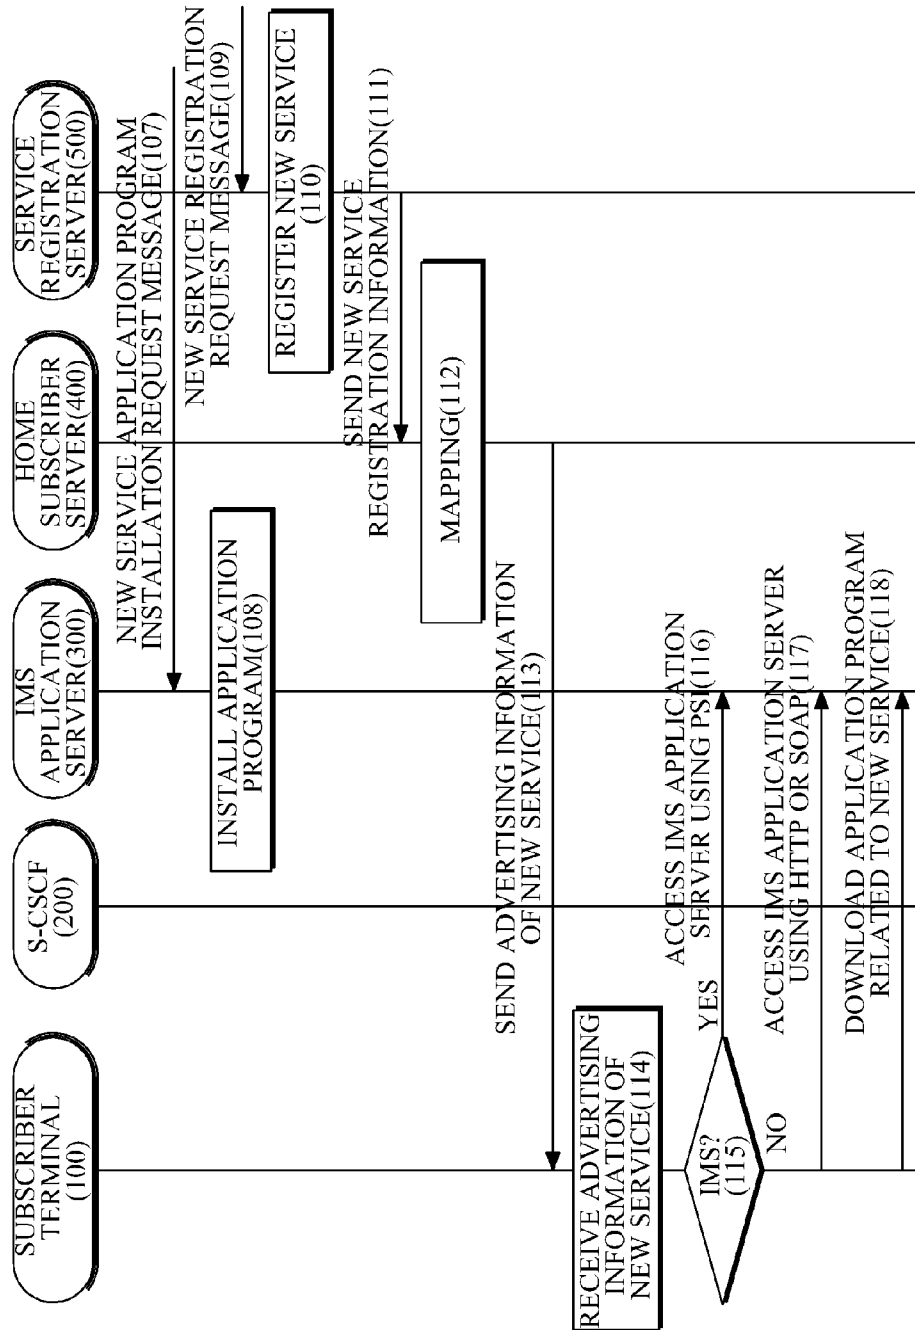 SUBSCRIBER
TERMINAL
(100)
S-CSCF
(200)
IMS
APPLICATION
SERVER(300)
HOME
SUBSCRIBER
SERVER(400)
SERVICE
REGISTRATION
SERVER(500)
NEW SERVICE APPLICATION PROGRAM
INSTALLATION REQUEST MESSAGE(107)
INSTALL APPLICATION
PROGRAM(108)
NEW SERVICE REGISTRATION
REQUEST MESSAGE(109)
REGISTER NEW SERVICE
(110)
SEND NEW SERVICE
REGISTRATION INFORMATION(111)
MAPPING(112)
SEND ADVERTISING INFORMATION
OF NEW SERVICE(113)
RECEIVE ADVERTISING
INFORMATION OF
NEW SERVICE(114)
IMS?
(115)
YES
ACCESS IMS APPLICATION
SERVER USING PSI(116)
NO
ACCESS IMS APPLICATION SERVER
USING HTTP OR SOAP(117)
DOWNLOAD APPLICATION PROGRAM
RELATED TO NEW SERVICE(118)